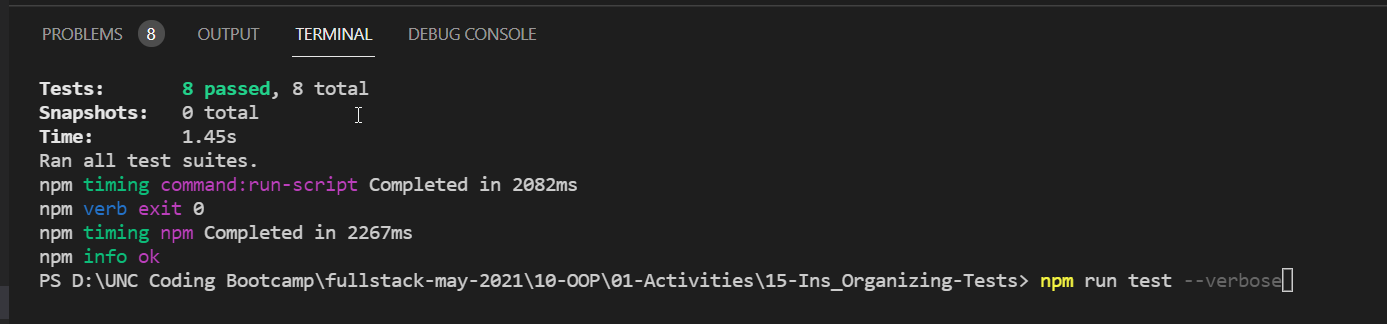 PROBLEMS 8 OUTPUT TERMINAL DEBUG CONSOLE
Tests: 8 passed, 8 total
Snapshots: 0 total
Time: 1.45s
Ran all test suites.
npm timing command:run-script Completed in 2082ms
npm verb exit 0
npm timing npm Completed in 2267ms
npm info ok
PS D:\UNC Coding Bootcamp\fullstack-may-2021\10-OOP\01-Activities\15-Ins_Organizing-Tests> npm run test --verbose